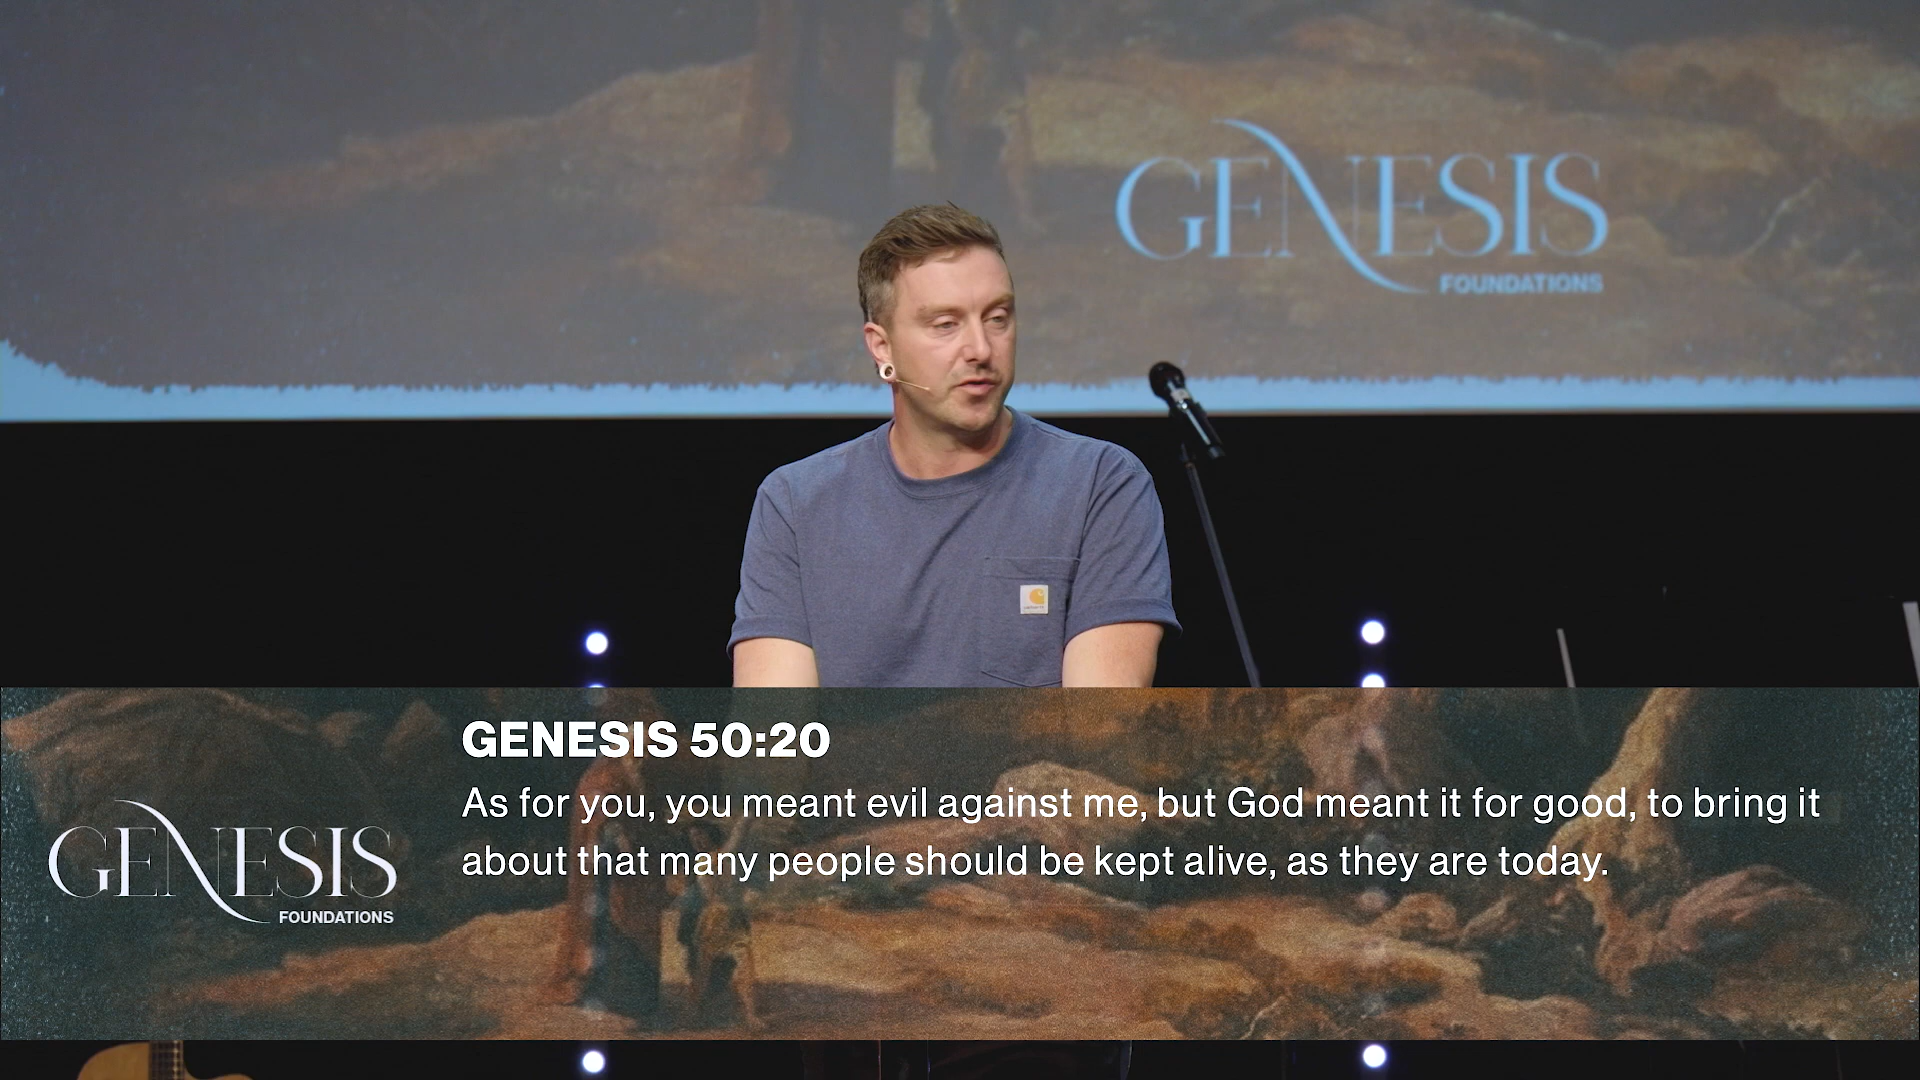 GENESIS
FOUNDATIONS
GENESIS 50:20
As for you, you meant evil against me, but God meant it for good, to bring it
about that many people should be kept alive, as they are today.
GENESIS
FOUNDATIONS